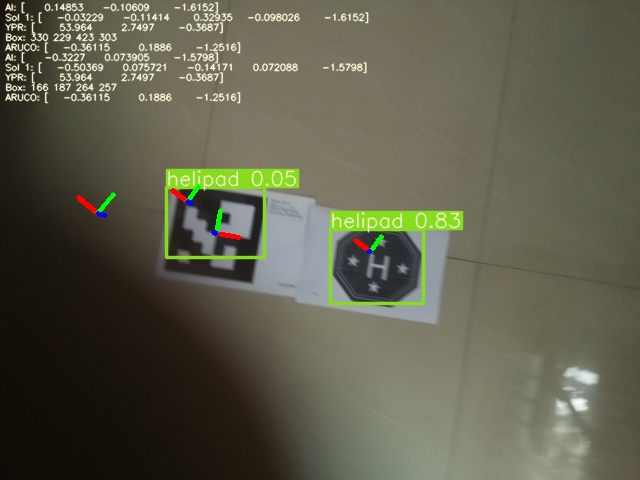 AI: [ 0.14853 -0.10609 -1.6152]
Sol 1: [ -0.03229 -0.11414 0.32935 -0.098026 -1.6152]
YPR: [ 53.964 2.7497 -0.3687]
Box: 330 229 423 303
ARUCO: [ -0.36115 0.1886 -1.2516]
AI: [ -0.3227 0.073905 -1.5798]
Sol 1: [ -0.50369 0.075721 -0.14171 0.072088 -1.5798]
YPR: [ 53.964 2.7497 -0.3687]
Box: 166 187 264 257
ARUCO: [ -0.36115 0.1886 -1.2516]
helipad 0.05
helipad 0.83
H